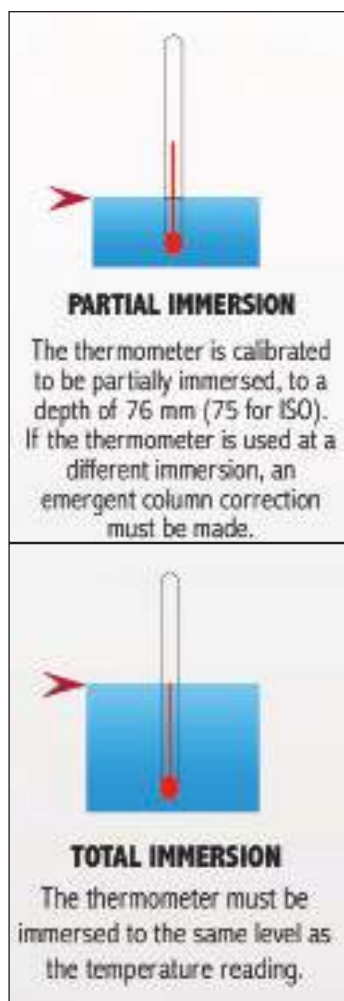 PARTIAL IMMERSION
The thermometer is calibrated
to be partially immersed, to a
depth of 76 mm (75 for ISO).
If the thermometer is used at a
different immersion, an
emergent column correction
must be made.
TOTAL IMMERSION
The thermometer must be
immersed to the same level as
the temperature reading.